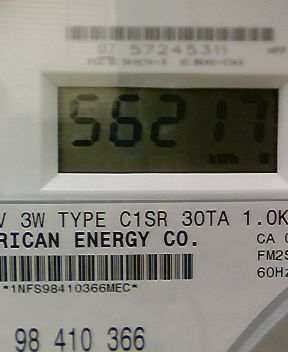 07 57245311
56217
kWh
V 3W TYPE C1SR 30TA 1.0K
RICAN ENERGY CO.
CA
FM2S
60Hz
*1NFS98410366MEC*
98 410 366